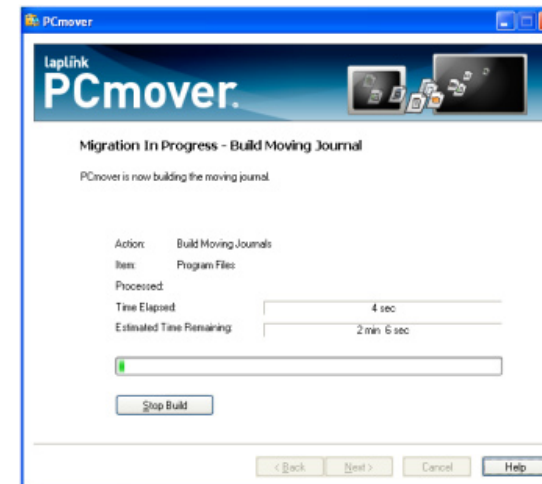 PCmover
laplink
PCmover.
Migration In Progress - Build Moving Journal
PCmover is now building the moving journal.
Action: Build Moving Journals
Item: Program Files
Processed:
Time Elapsed: 4 sec
Estimated Time Remaining: 2 min 6 sec
Stop Build
< Back Next > Cancel Help